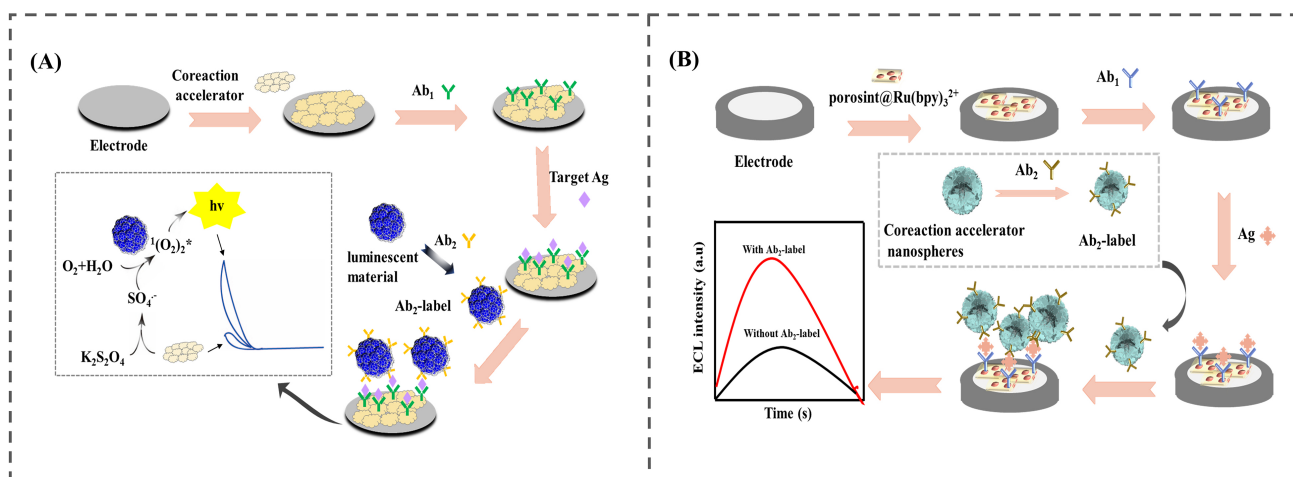 (A)
Coreaction
accelerator
Ab₁
Electrode
Target Ag
hv
¹(O₂)₂*
O₂+H₂O
SO₄·⁻
K₂S₂O₄
luminescent
material
Ab₂
Ab₂-label
(B)
porosint@Ru(bpy)₃²⁺
Ab₁
Electrode
Ab₂
Coreaction accelerator
nanospheres
Ab₂-label
Ag
ECL intensity (a.u)
With Ab₂-label
Without Ab₂-label
Time (s)